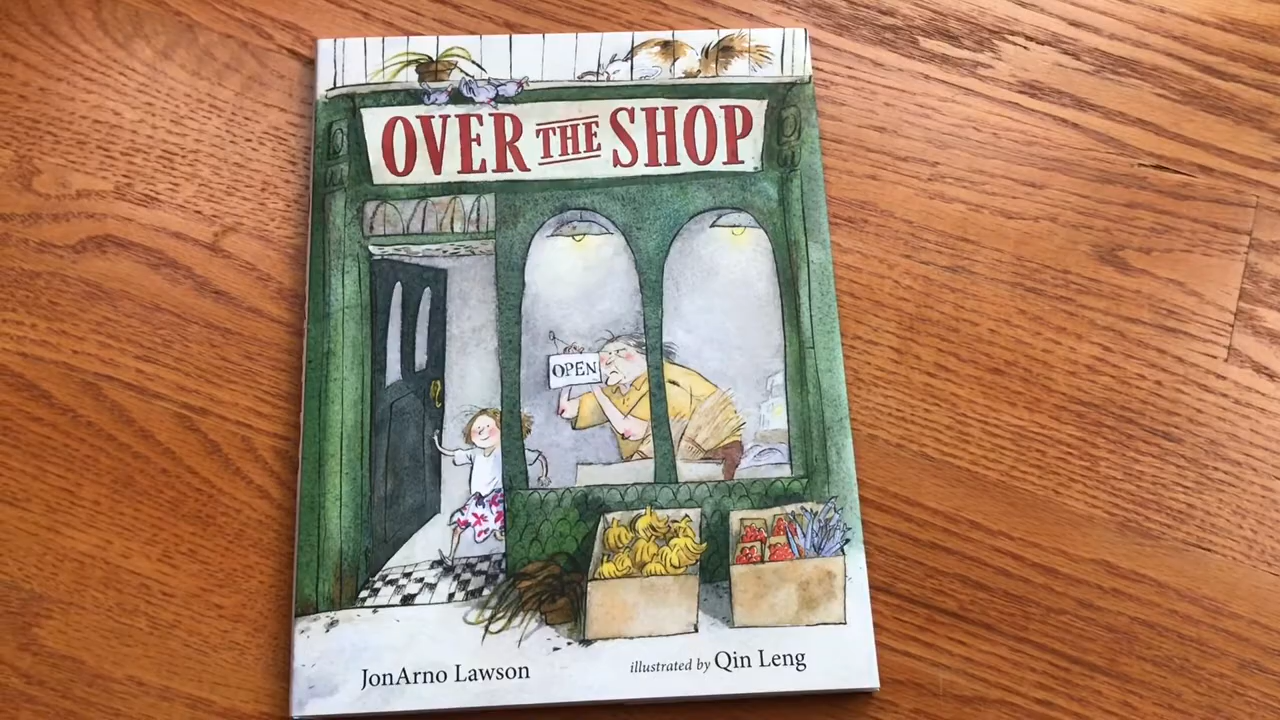 OVER THE SHOP
OPEN
JonArno Lawson
illustrated by Qin Leng